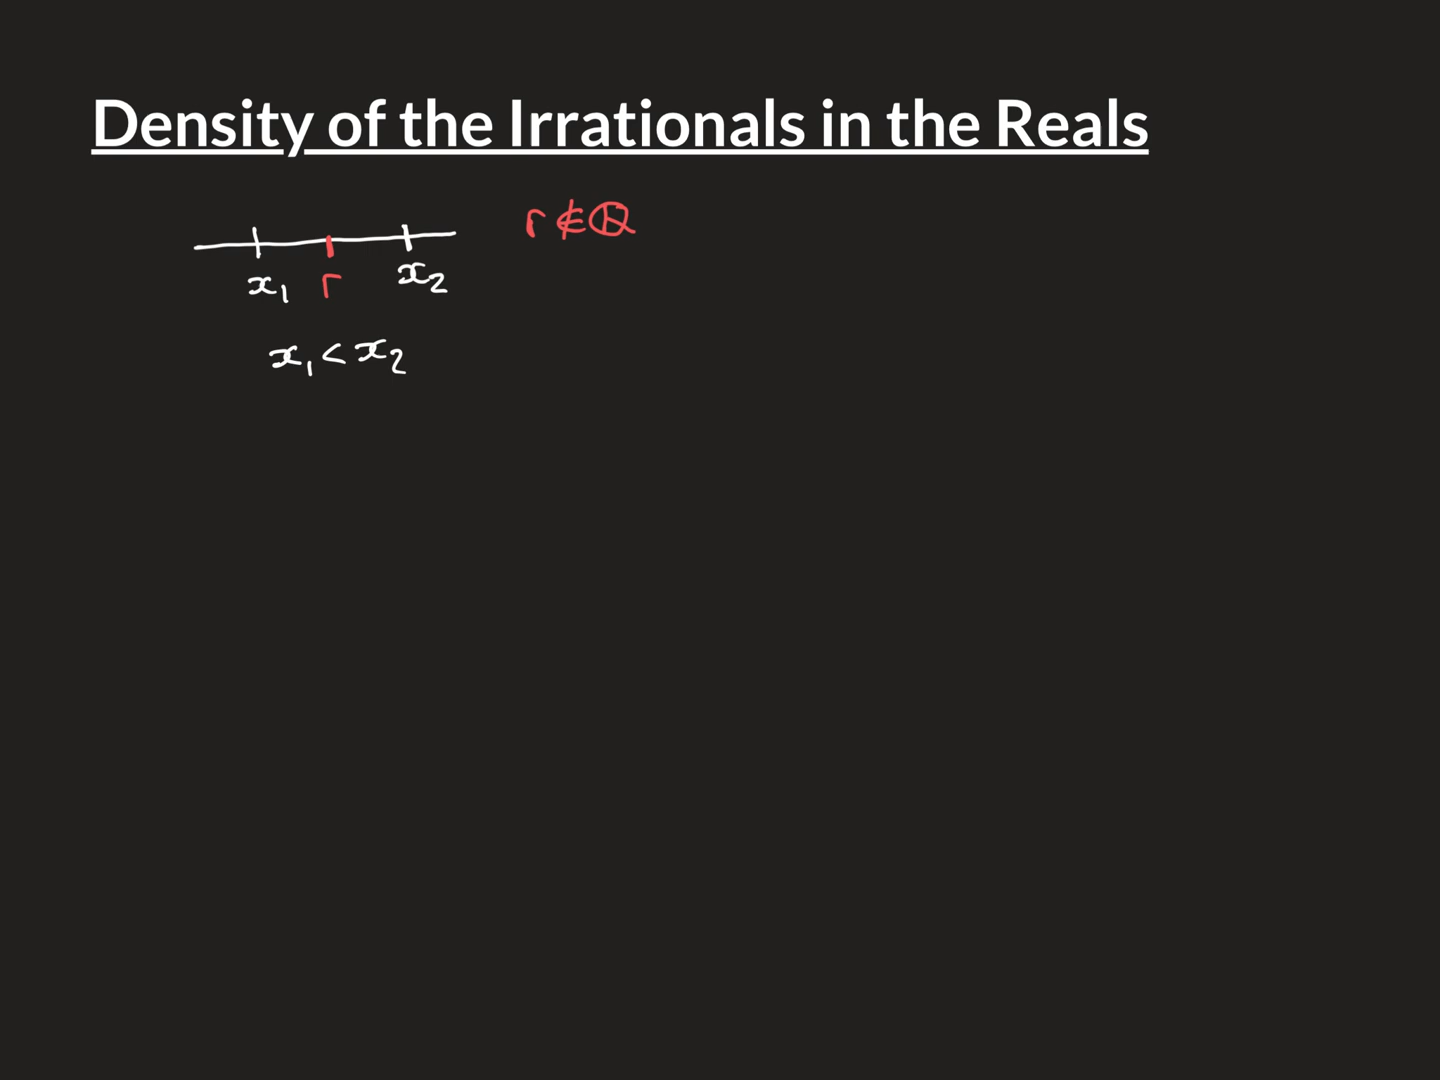 Density of the Irrationals in the Reals
r ∉ ℚ
x₁ r x₂
x₁ < x₂